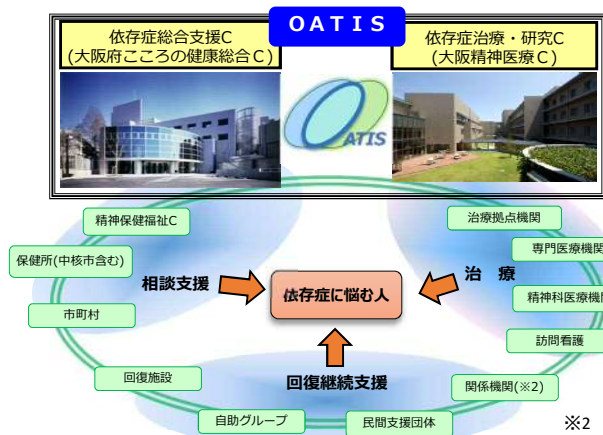 ＯＡＴＩＳ
依存症総合支援C
(大阪府こころの健康総合Ｃ)
依存症治療・研究C
(大阪精神医療Ｃ)
ATIS
精神保健福祉C
保健所(中核市含む)
市町村
相談支援
依存症に悩む人
治　療
治療拠点機関
専門医療機関
精神科医療機関
訪問看護
回復施設
回復継続支援
関係機関(※2)
自助グループ
民間支援団体
※2